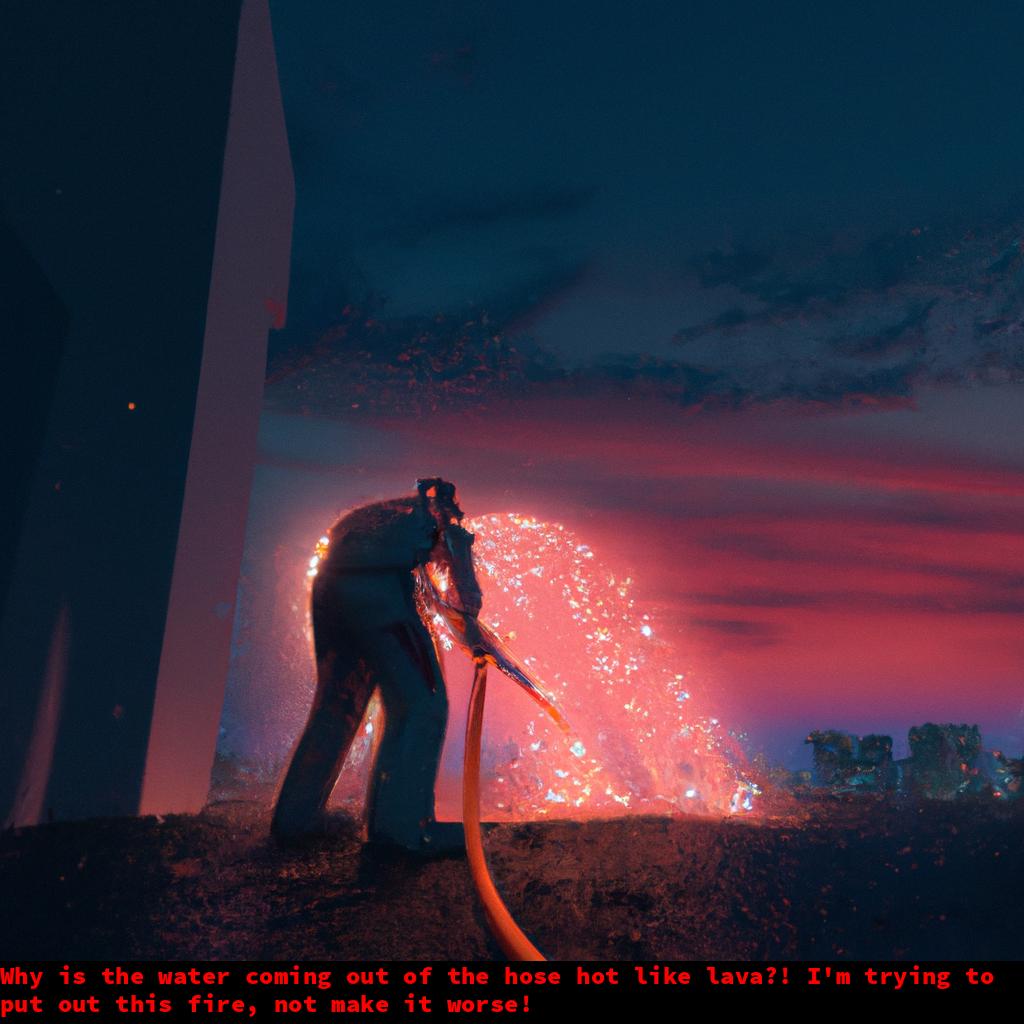 Why is the water coming out of the hose hot like lava?! I'm trying to
put out this fire, not make it worse!